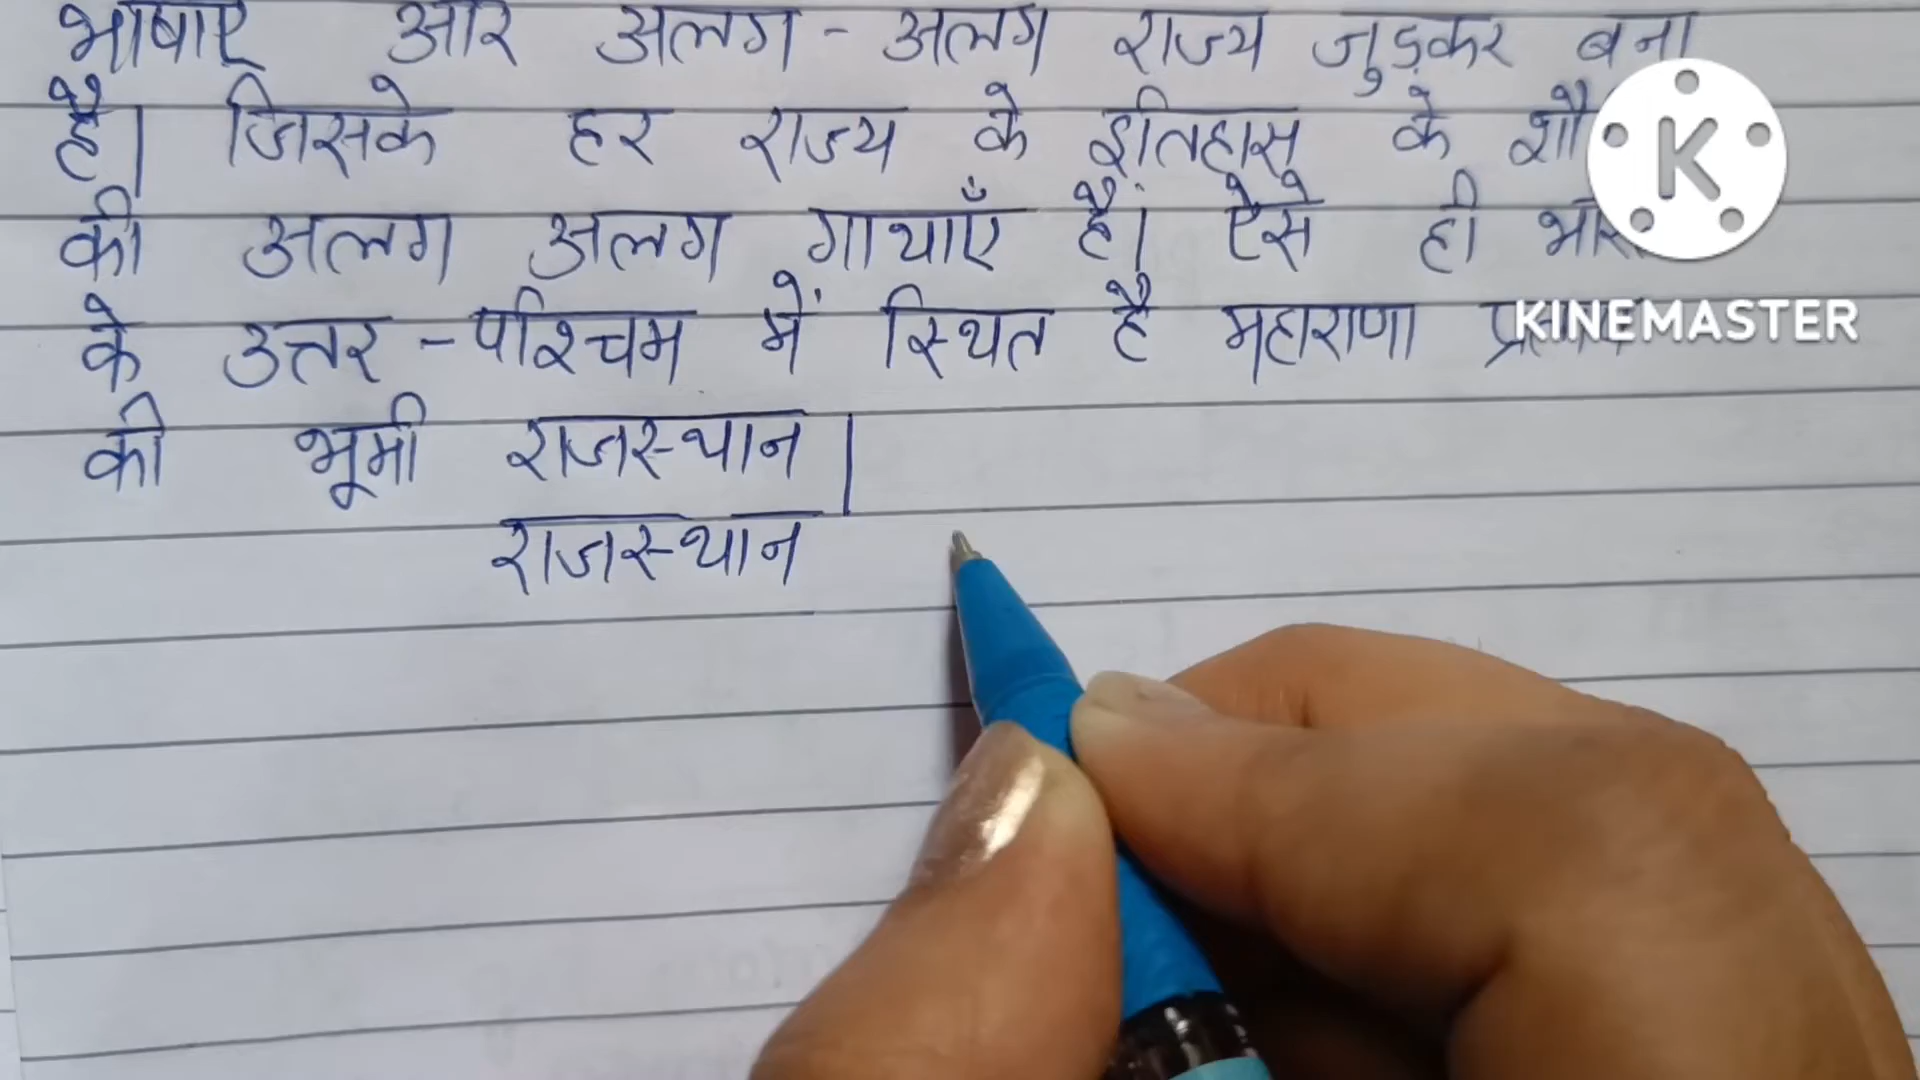 भाषाएं और अलग - अलग राज्य जुड़कर बना
है। जिसके हर राज्य के इतिहास के
की अलग अलग गाथाएँ हैं। ऐसे ही
के उत्तर - पश्चिम में स्थित है महाराणा
की भूमी राजस्थान |
राजस्थान
K
KINEMASTER